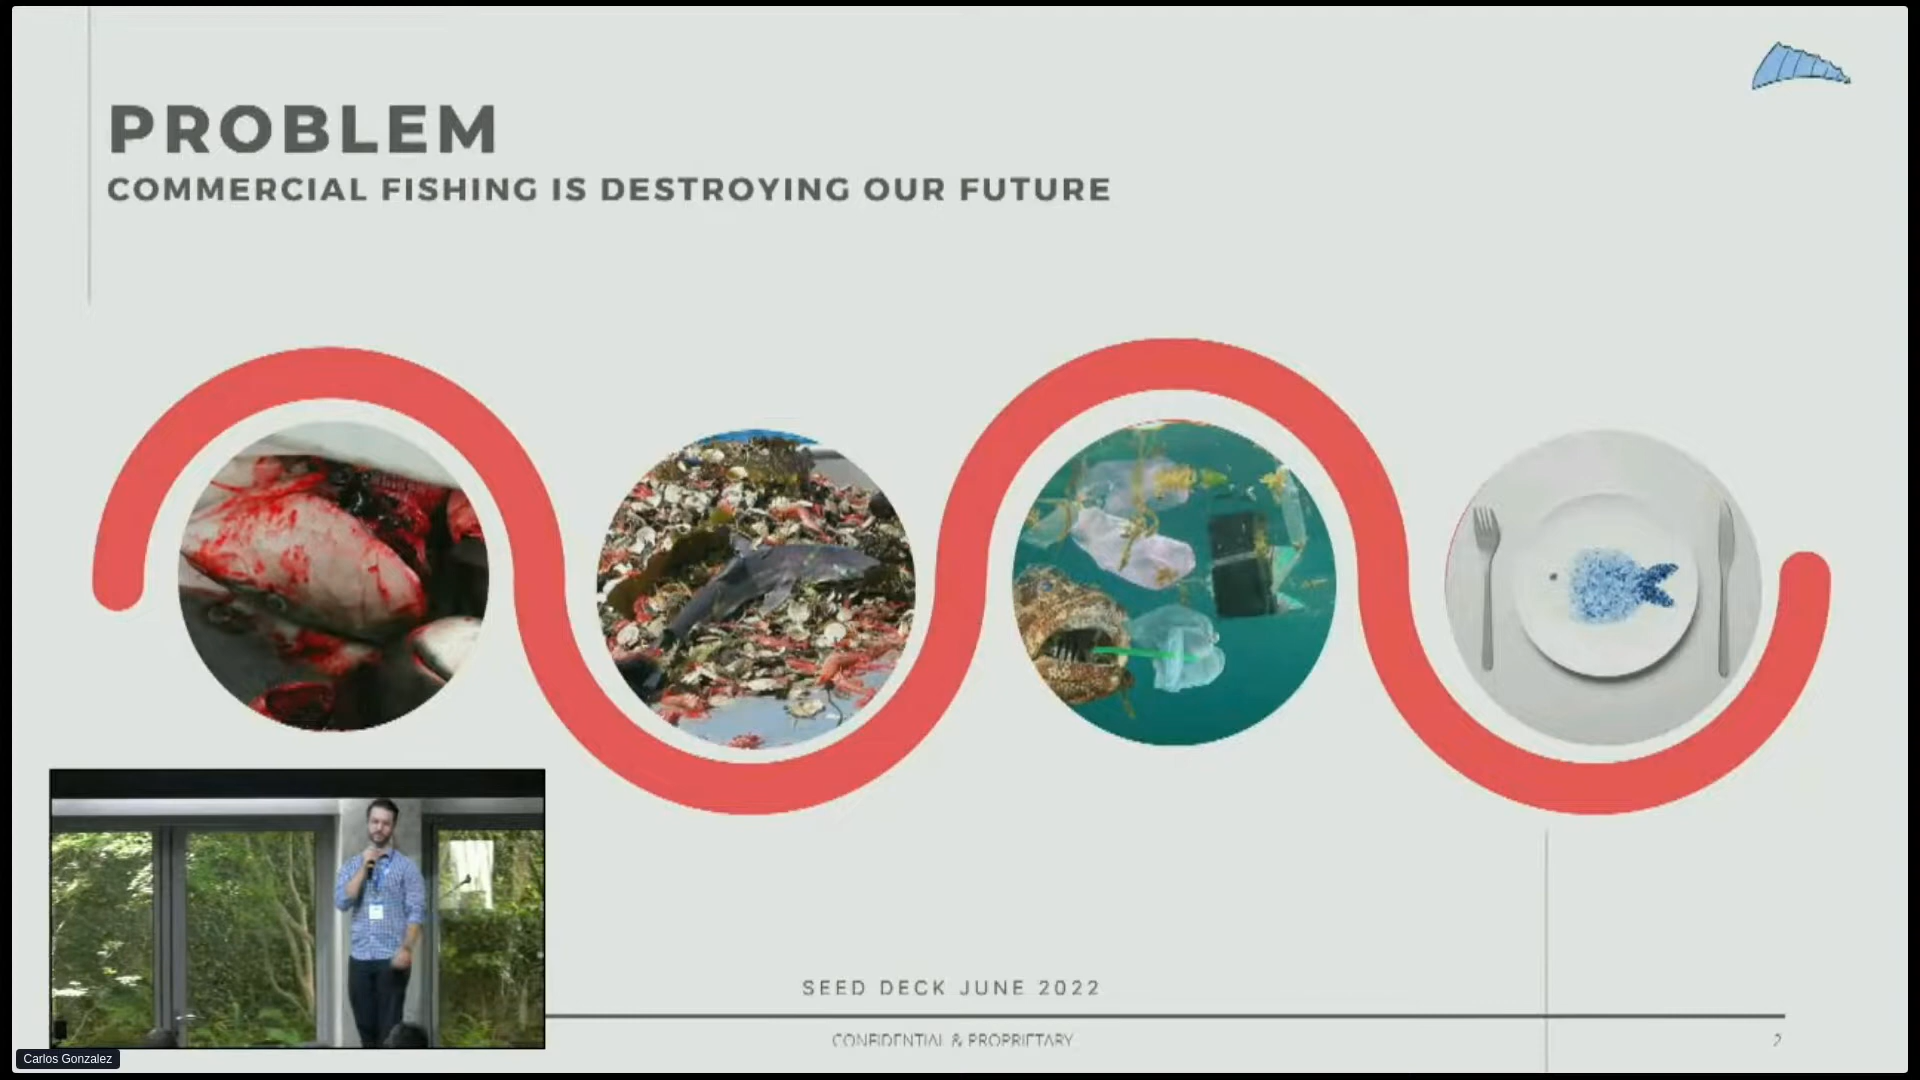 PROBLEM
COMMERCIAL FISHING IS DESTROYING OUR FUTURE
SEED DECK JUNE 2022
CONFIDENTIAL & PROPRIETARY
2
Carlos Gonzalez